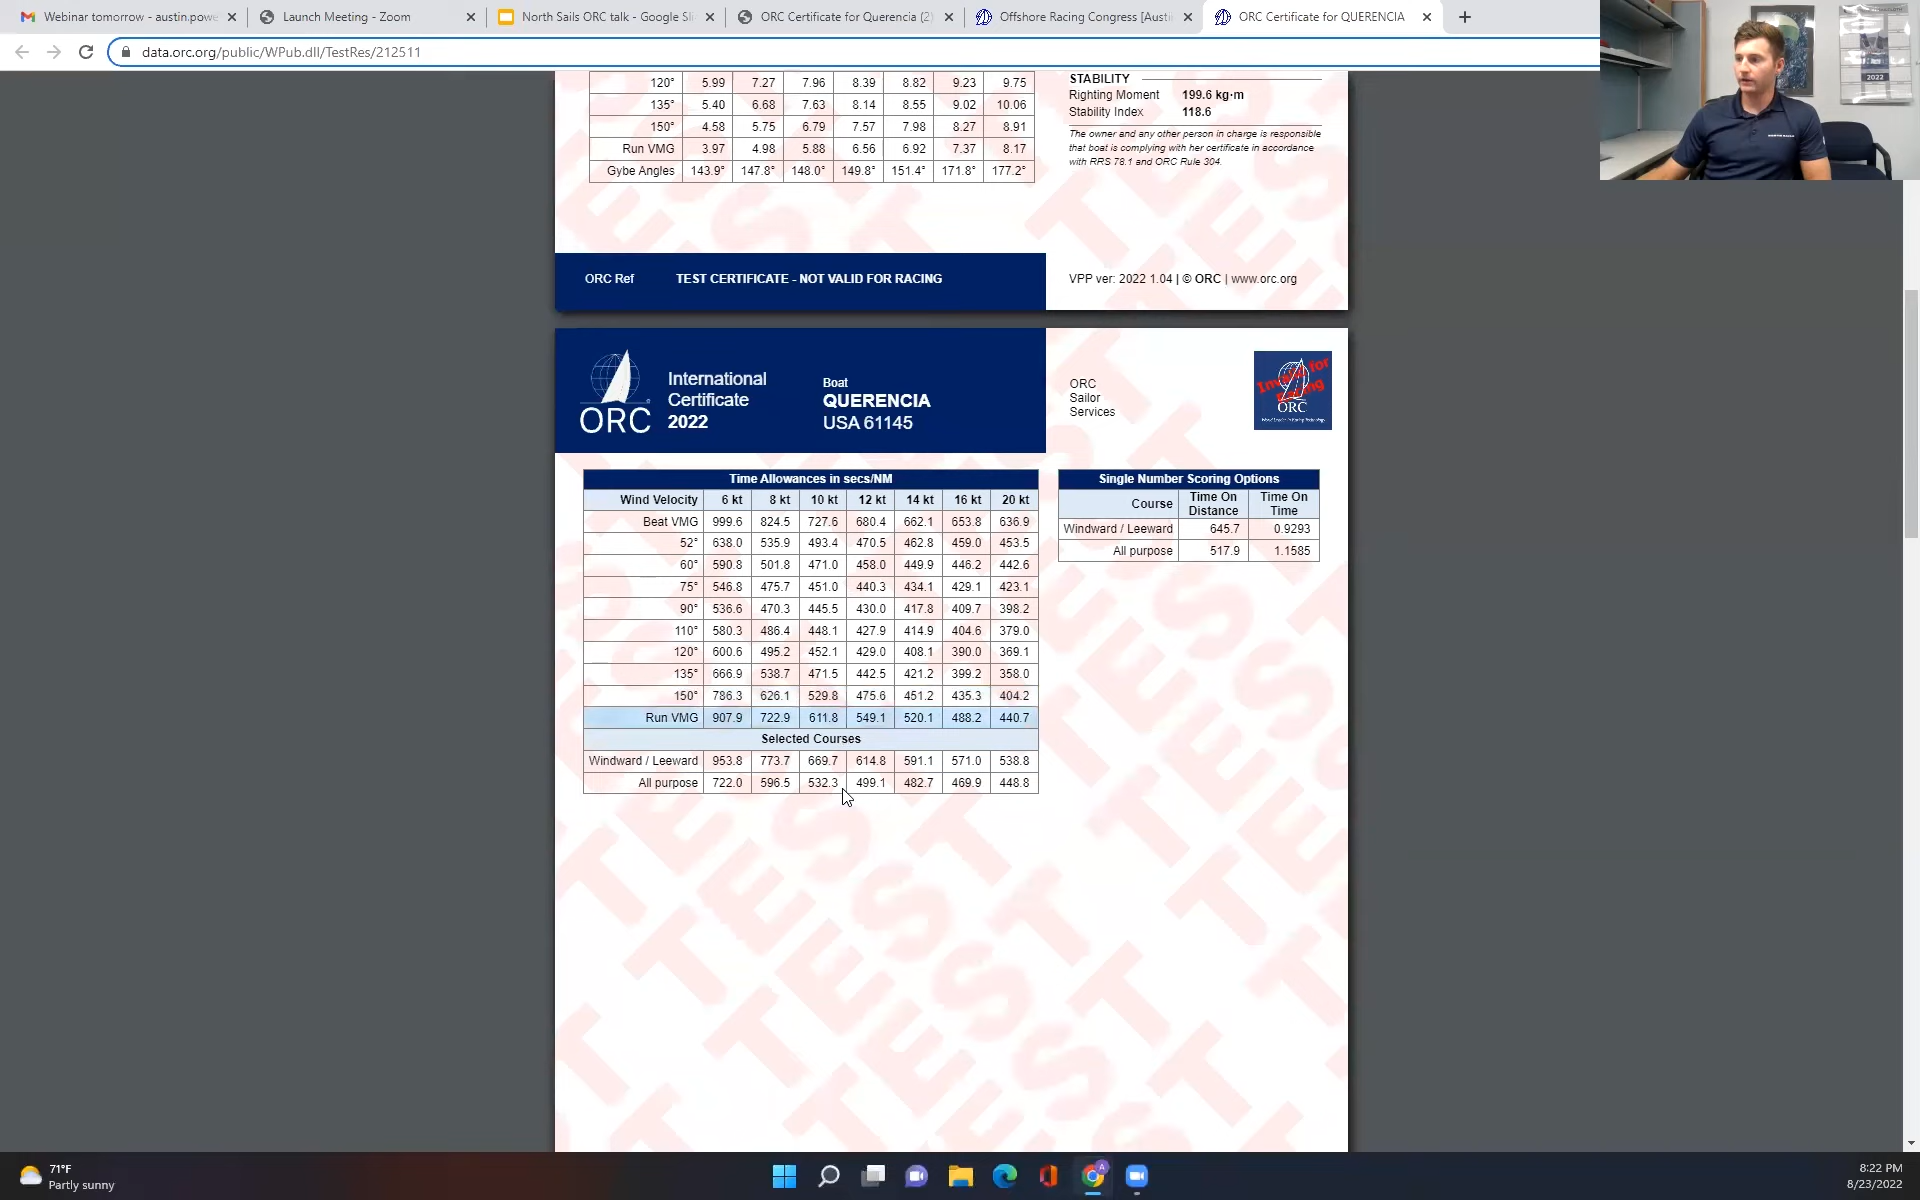 Webinar tomorrow - austin.powe
Launch Meeting - Zoom
North Sails ORC talk - Google Sli
ORC Certificate for Querencia (2)
Offshore Racing Congress [Austi
ORC Certificate for QUERENCIA
data.orc.org/public/WPub.dll/TestRes/212511
2022
120° 5.99 7.27 7.96 8.39 8.82 9.23 9.75
135° 5.40 6.68 7.63 8.14 8.55 9.02 10.06
150° 4.58 5.75 6.79 7.57 7.98 8.27 8.91
Run VMG 3.97 4.98 5.88 6.56 6.92 7.37 8.17
Gybe Angles 143.9° 147.8° 148.0° 149.8° 151.4° 171.8° 177.2°
STABILITY
Righting Moment 199.6 kg·m
Stability Index 118.6
The owner and any other person in charge is responsible
that boat is complying with her certificate in accordance
with RRS 78.1 and ORC Rule 304.
ORC Ref TEST CERTIFICATE - NOT VALID FOR RACING
VPP ver: 2022 1.04 | © ORC | www.orc.org
ORC
International
Certificate
2022
Boat
QUERENCIA
USA 61145
ORC
Sailor
Services
Invalid for
Racing
ORC
Time Allowances in secs/NM
Wind Velocity 6 kt 8 kt 10 kt 12 kt 14 kt 16 kt 20 kt
Beat VMG 999.6 824.5 727.6 680.4 662.1 653.8 636.9
52° 638.0 535.9 493.4 470.5 462.8 459.0 453.5
60° 590.8 501.8 471.0 458.0 449.9 446.2 442.6
75° 546.8 475.7 451.0 440.3 434.1 429.1 423.1
90° 536.6 470.3 445.5 430.0 417.8 409.7 398.2
110° 580.3 486.4 448.1 427.9 414.9 404.6 379.0
120° 600.6 495.2 452.1 429.0 408.1 390.0 369.1
135° 666.9 538.7 471.5 442.5 421.2 399.2 358.0
150° 786.3 626.1 529.8 475.6 451.2 435.3 404.2
Run VMG 907.9 722.9 611.8 549.1 520.1 488.2 440.7
Selected Courses
Windward / Leeward 953.8 773.7 669.7 614.8 591.1 571.0 538.8
All purpose 722.0 596.5 532.3 499.1 482.7 469.9 448.8
Single Number Scoring Options
Course Time On Distance Time On Time
Windward / Leeward 645.7 0.9293
All purpose 517.9 1.1585
TEST
71°F
Partly sunny
8:22 PM
8/23/2022